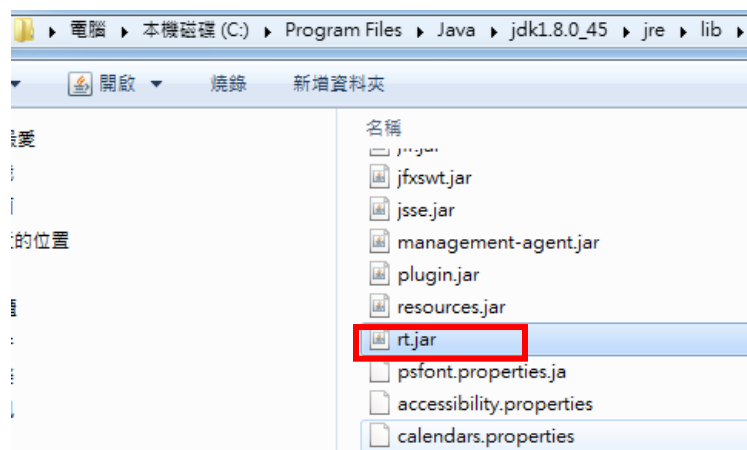 電腦 ▸ 本機磁碟 (C:) ▸ Program Files ▸ Java ▸ jdk1.8.0_45 ▸ jre ▸ lib ▸
開啟 燒錄 新增資料夾
名稱
愛
jfxswt.jar
jsse.jar
的位置
management-agent.jar
plugin.jar
resources.jar
rt.jar
psfont.properties.ja
accessibility.properties
calendars.properties